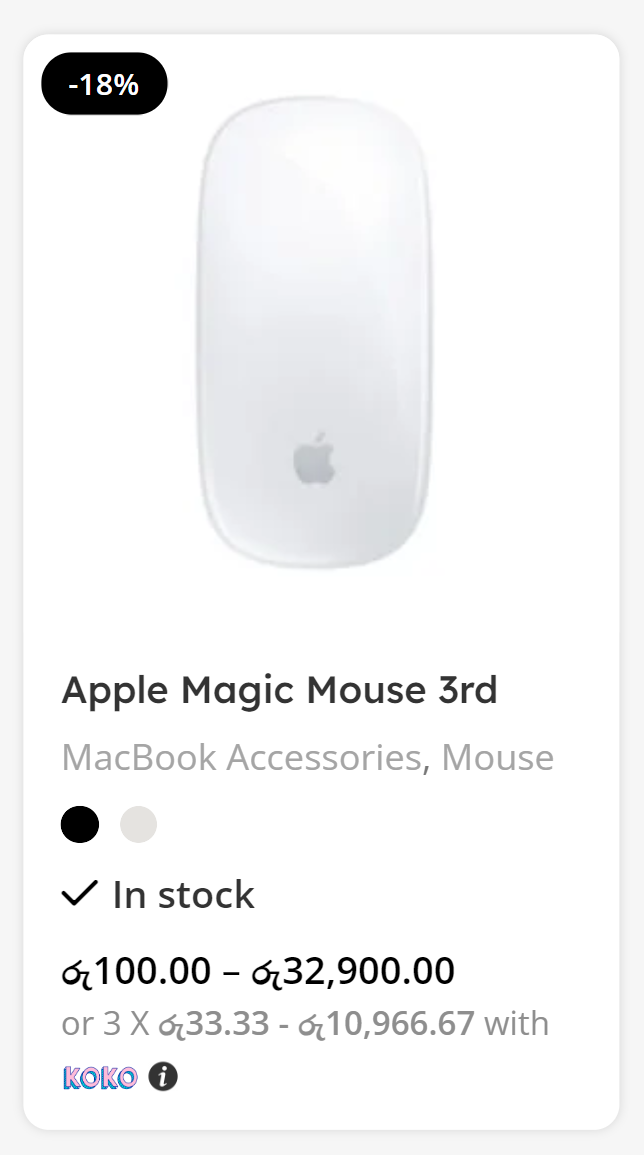 -18%
Apple Magic Mouse 3rd
MacBook Accessories, Mouse
In stock
රු100.00 – රු32,900.00
or 3 X රු33.33 - රු10,966.67 with
KOKO i